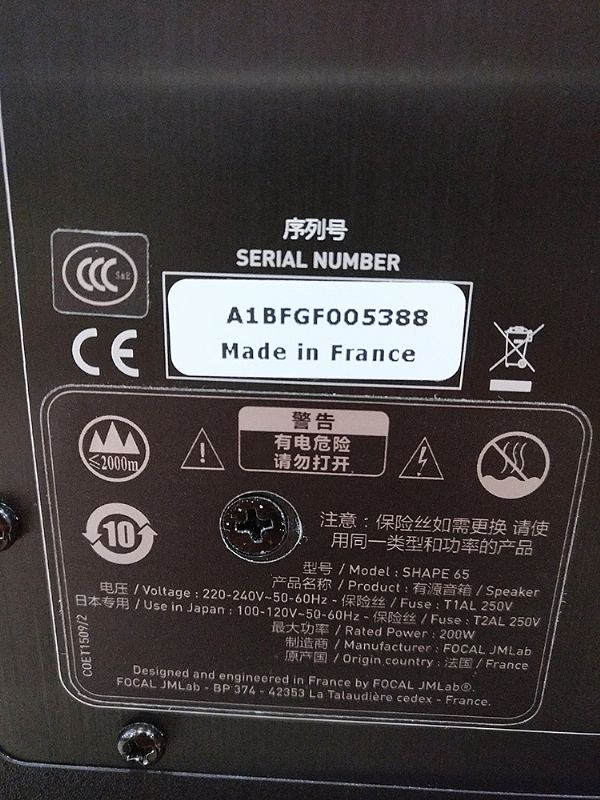 序列号
SERIAL NUMBER
CCC S&E
A1BFGF005388
Made in France
CE
≤2000m
警告
有电危险
请勿打开
10
注意：保险丝如需更换 请使
用同一类型和功率的产品
型号 / Model : SHAPE 65
产品名称 / Product : 有源音箱 / Speaker
电压 / Voltage : 220-240V~50-60Hz - 保险丝 / Fuse : T1AL 250V
日本专用 / Use in Japan : 100-120V~50-60Hz - 保险丝 / Fuse : T2AL 250V
最大功率 / Rated Power : 200W
制造商 / Manufacturer : FOCAL JMLab
原产国 / Origin country : 法国 / France
Designed and engineered in France by FOCAL JMLab®.
FOCAL JMLab - BP 374 - 42353 La Talaudière cedex - France.
COET1509/2